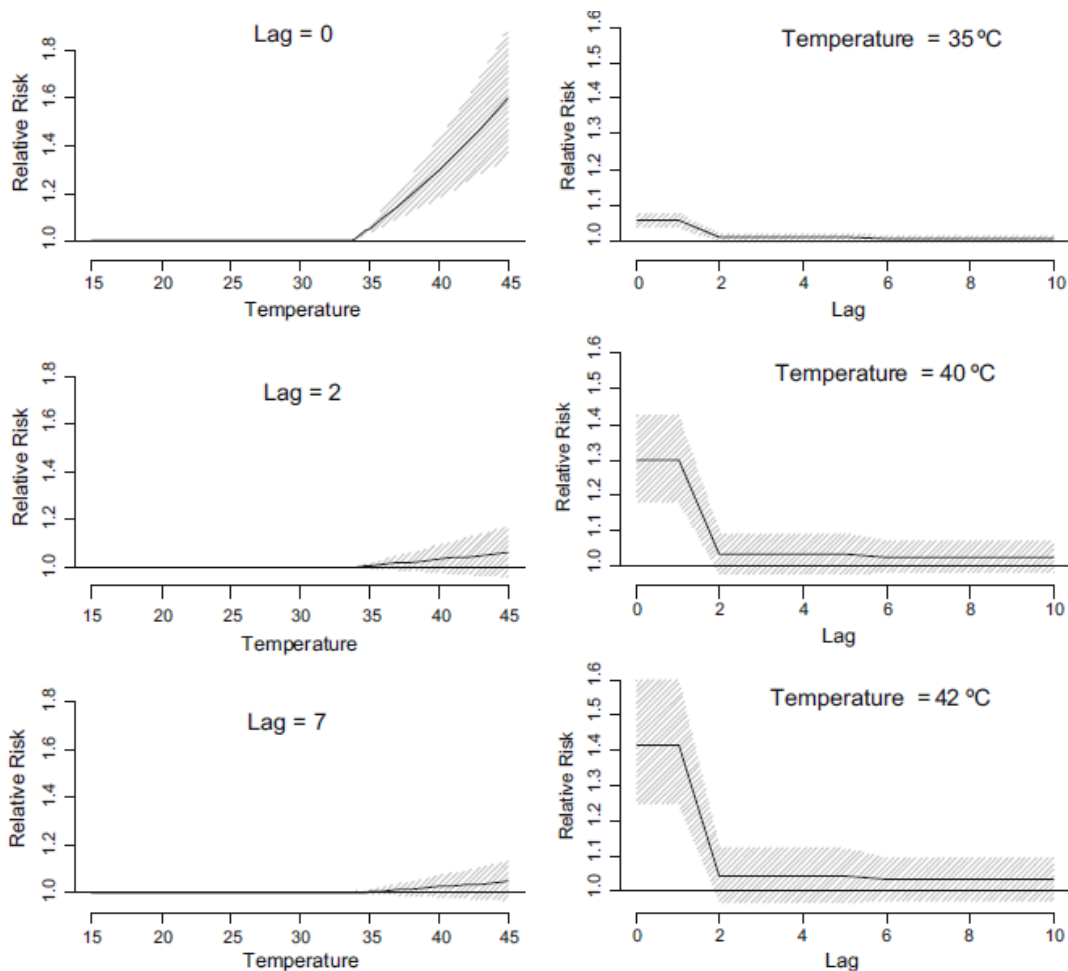 Lag = 0
Relative Risk
1.0 1.2 1.4 1.6 1.8
15 20 25 30 35 40 45
Temperature
Temperature = 35 ºC
Relative Risk
1.0 1.1 1.2 1.3 1.4 1.5 1.6
0 2 4 6 8 10
Lag
Lag = 2
Relative Risk
1.0 1.2 1.4 1.6 1.8
15 20 25 30 35 40 45
Temperature
Temperature = 40 ºC
Relative Risk
1.0 1.1 1.2 1.3 1.4 1.5 1.6
0 2 4 6 8 10
Lag
Lag = 7
Relative Risk
1.0 1.2 1.4 1.6 1.8
15 20 25 30 35 40 45
Temperature
Temperature = 42 ºC
Relative Risk
1.0 1.1 1.2 1.3 1.4 1.5 1.6
0 2 4 6 8 10
Lag